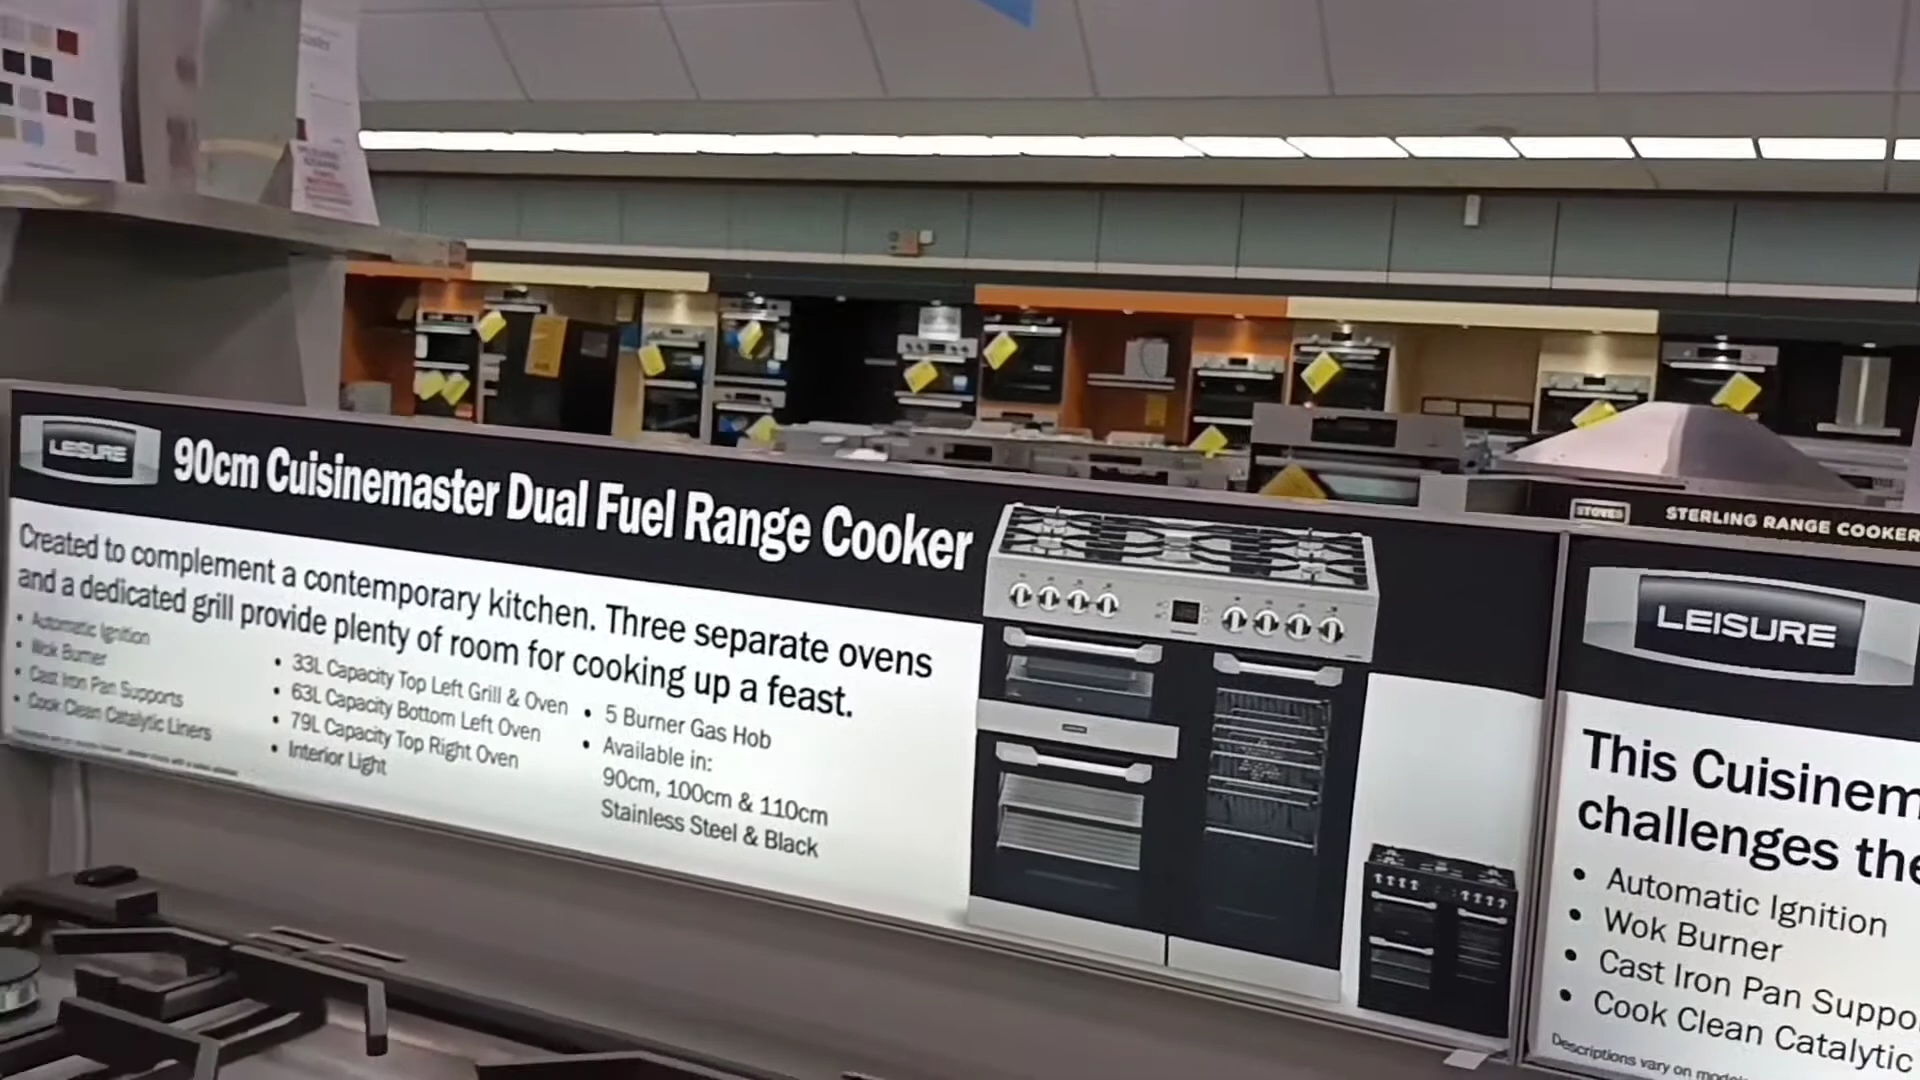 LEISURE
90cm Cuisinemaster Dual Fuel Range Cooker
Created to complement a contemporary kitchen. Three separate ovens
and a dedicated grill provide plenty of room for cooking up a feast.
• Automatic Ignition
• Wok Burner
• Cast Iron Pan Supports
• Cook Clean Catalytic Liners
• 33L Capacity Top Left Grill & Oven
• 63L Capacity Bottom Left Oven
• 79L Capacity Top Right Oven
• Interior Light
• 5 Burner Gas Hob
• Available in:
90cm, 100cm & 110cm
Stainless Steel & Black
STOVES
STERLING RANGE COOKER
LEISURE
This Cuisinem
challenges the
• Automatic Ignition
• Wok Burner
• Cast Iron Pan Suppo
• Cook Clean Catalytic
Descriptions vary on